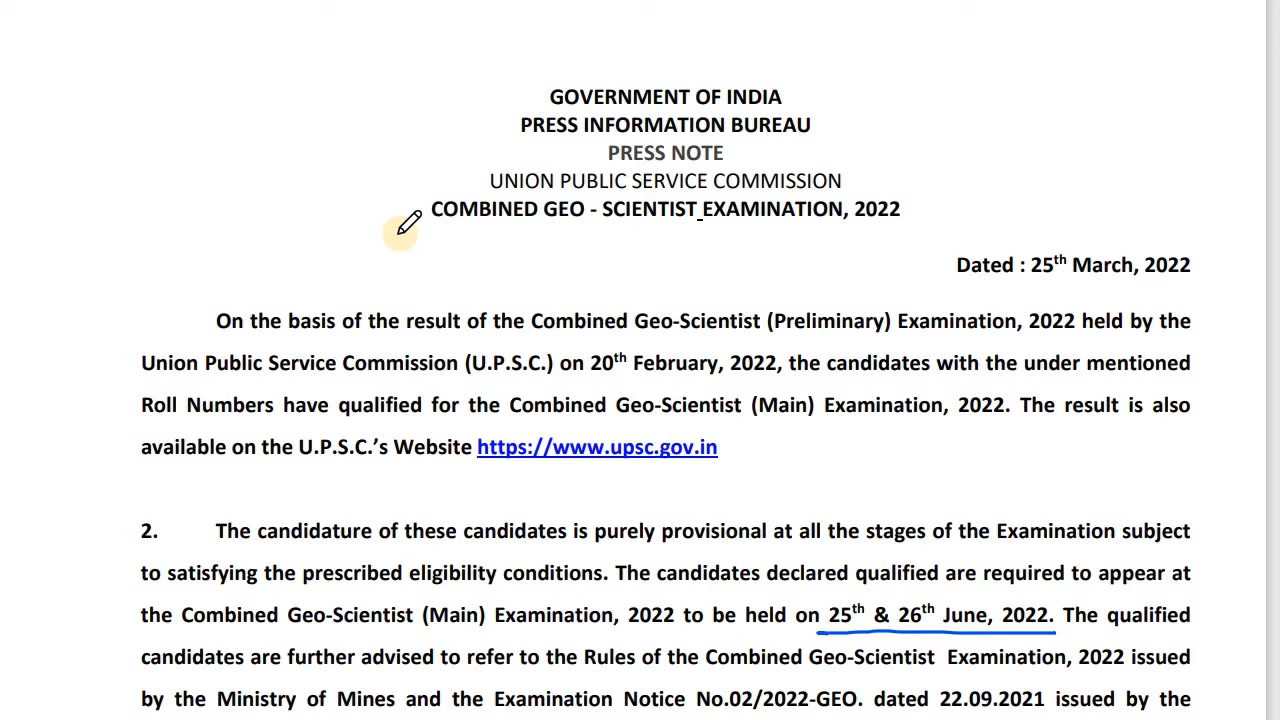 GOVERNMENT OF INDIA
PRESS INFORMATION BUREAU
PRESS NOTE
UNION PUBLIC SERVICE COMMISSION
COMBINED GEO - SCIENTIST EXAMINATION, 2022
Dated : 25th March, 2022
On the basis of the result of the Combined Geo-Scientist (Preliminary) Examination, 2022 held by the
Union Public Service Commission (U.P.S.C.) on 20th February, 2022, the candidates with the under mentioned
Roll Numbers have qualified for the Combined Geo-Scientist (Main) Examination, 2022. The result is also
available on the U.P.S.C.’s Website https://www.upsc.gov.in
2. The candidature of these candidates is purely provisional at all the stages of the Examination subject
to satisfying the prescribed eligibility conditions. The candidates declared qualified are required to appear at
the Combined Geo-Scientist (Main) Examination, 2022 to be held on 25th & 26th June, 2022. The qualified
candidates are further advised to refer to the Rules of the Combined Geo-Scientist Examination, 2022 issued
by the Ministry of Mines and the Examination Notice No.02/2022-GEO. dated 22.09.2021 issued by the